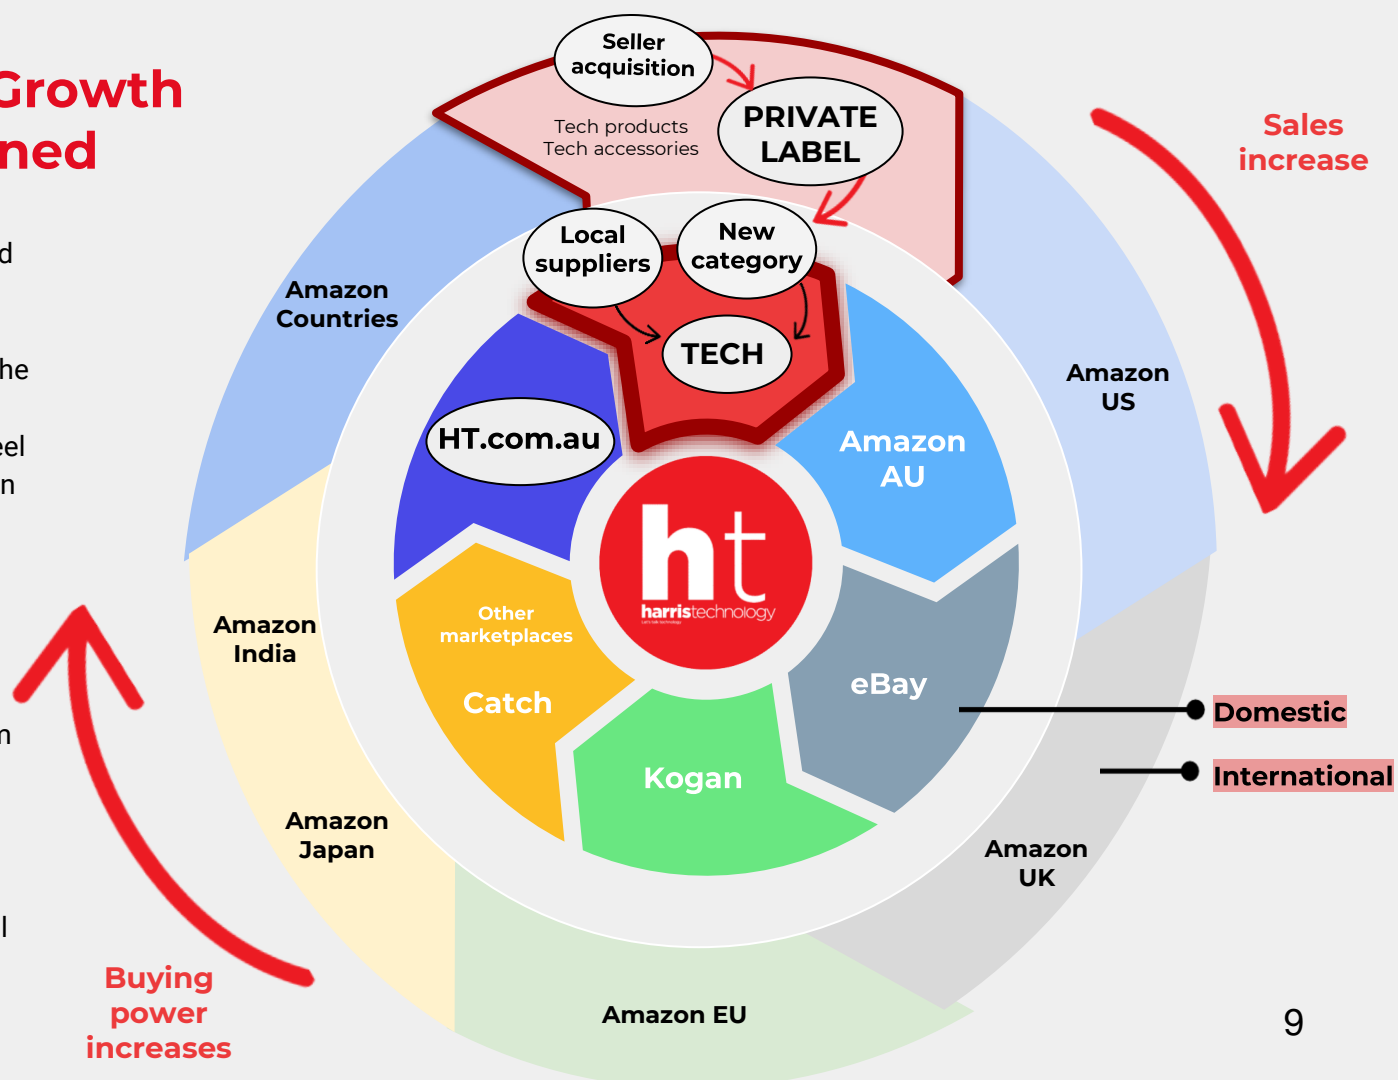 Growth
ned
d
he
eel
n
m
l
Seller
acquisition
PRIVATE
LABEL
Tech products
Tech accessories
Local
suppliers
New
category
TECH
Sales
increase
Amazon
Countries
Amazon
US
HT.com.au
Amazon
AU
ht
harristechnology
Other
marketplaces
Catch
eBay
Kogan
Amazon
India
Amazon
Japan
Domestic
International
Amazon
UK
Amazon EU
Buying
power
increases
9